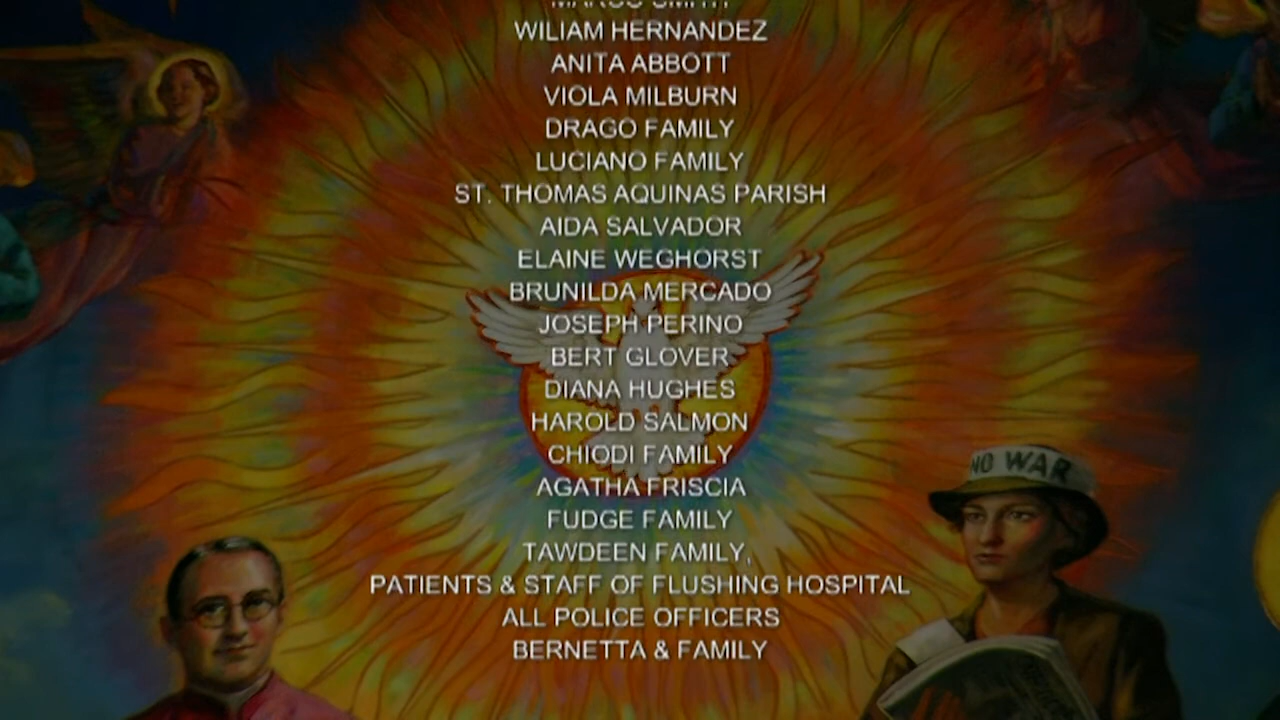 WILIAM HERNANDEZ
ANITA ABBOTT
VIOLA MILBURN
DRAGO FAMILY
LUCIANO FAMILY
ST. THOMAS AQUINAS PARISH
AIDA SALVADOR
ELAINE WEGHORST
BRUNILDA MERCADO
JOSEPH PERINO
BERT GLOVER
DIANA HUGHES
HAROLD SALMON
CHIODI FAMILY
AGATHA FRISCIA
NO WAR
FUDGE FAMILY
TAWDEEN FAMILY,
PATIENTS & STAFF OF FLUSHING HOSPITAL
ALL POLICE OFFICERS
BERNETTA & FAMILY